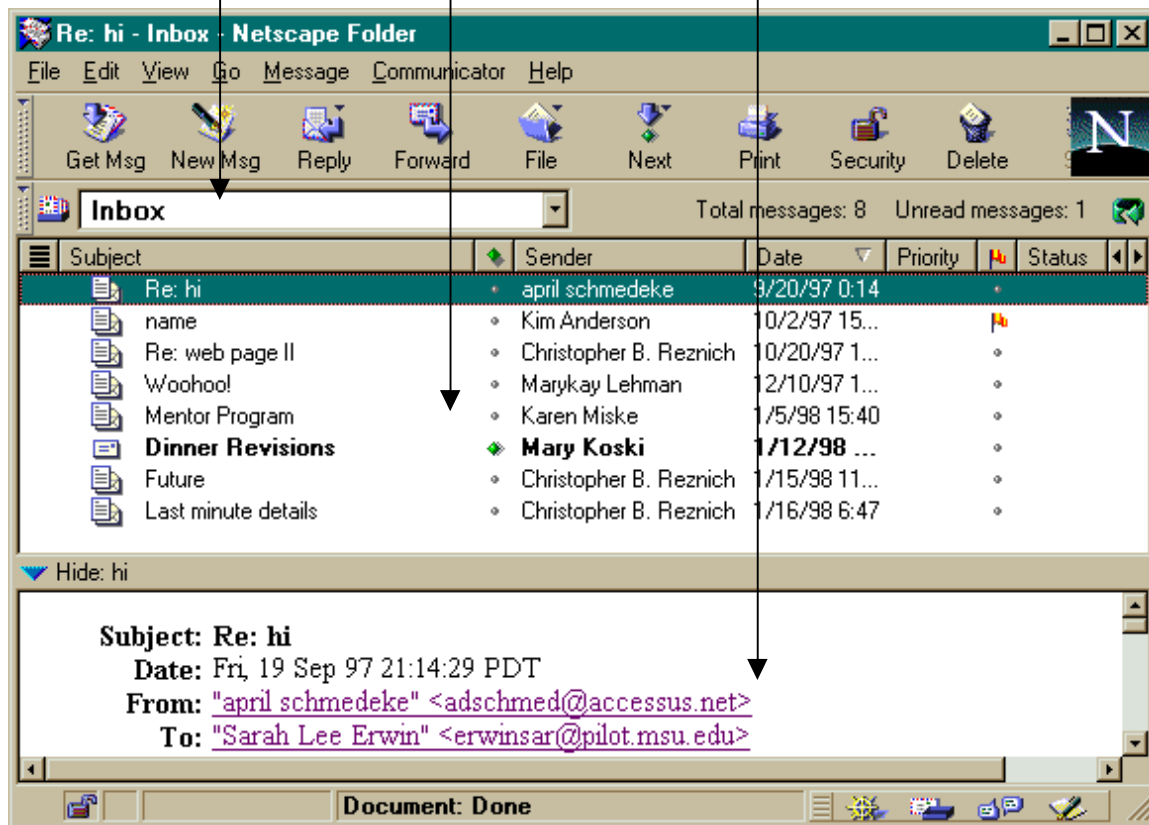 Re: hi - Inbox - Netscape Folder
File Edit View Go Message Communicator Help
Get Msg New Msg Reply Forward File Next Print Security Delete
N
Inbox Total messages: 8 Unread messages: 1
Subject Sender Date Priority Status
Re: hi april schmedeke 9/20/97 0:14
name Kim Anderson 10/2/97 15...
Re: web page II Christopher B. Reznich 10/20/97 1...
Woohoo! Marykay Lehman 12/10/97 1...
Mentor Program Karen Miske 1/5/98 15:40
Dinner Revisions Mary Koski 1/12/98 ...
Future Christopher B. Reznich 1/15/98 11...
Last minute details Christopher B. Reznich 1/16/98 6:47
Hide: hi
Subject: Re: hi
Date: Fri, 19 Sep 97 21:14:29 PDT
From: "april schmedeke" <adschmed@accessus.net>
To: "Sarah Lee Erwin" <erwinsar@pilot.msu.edu>
Document: Done